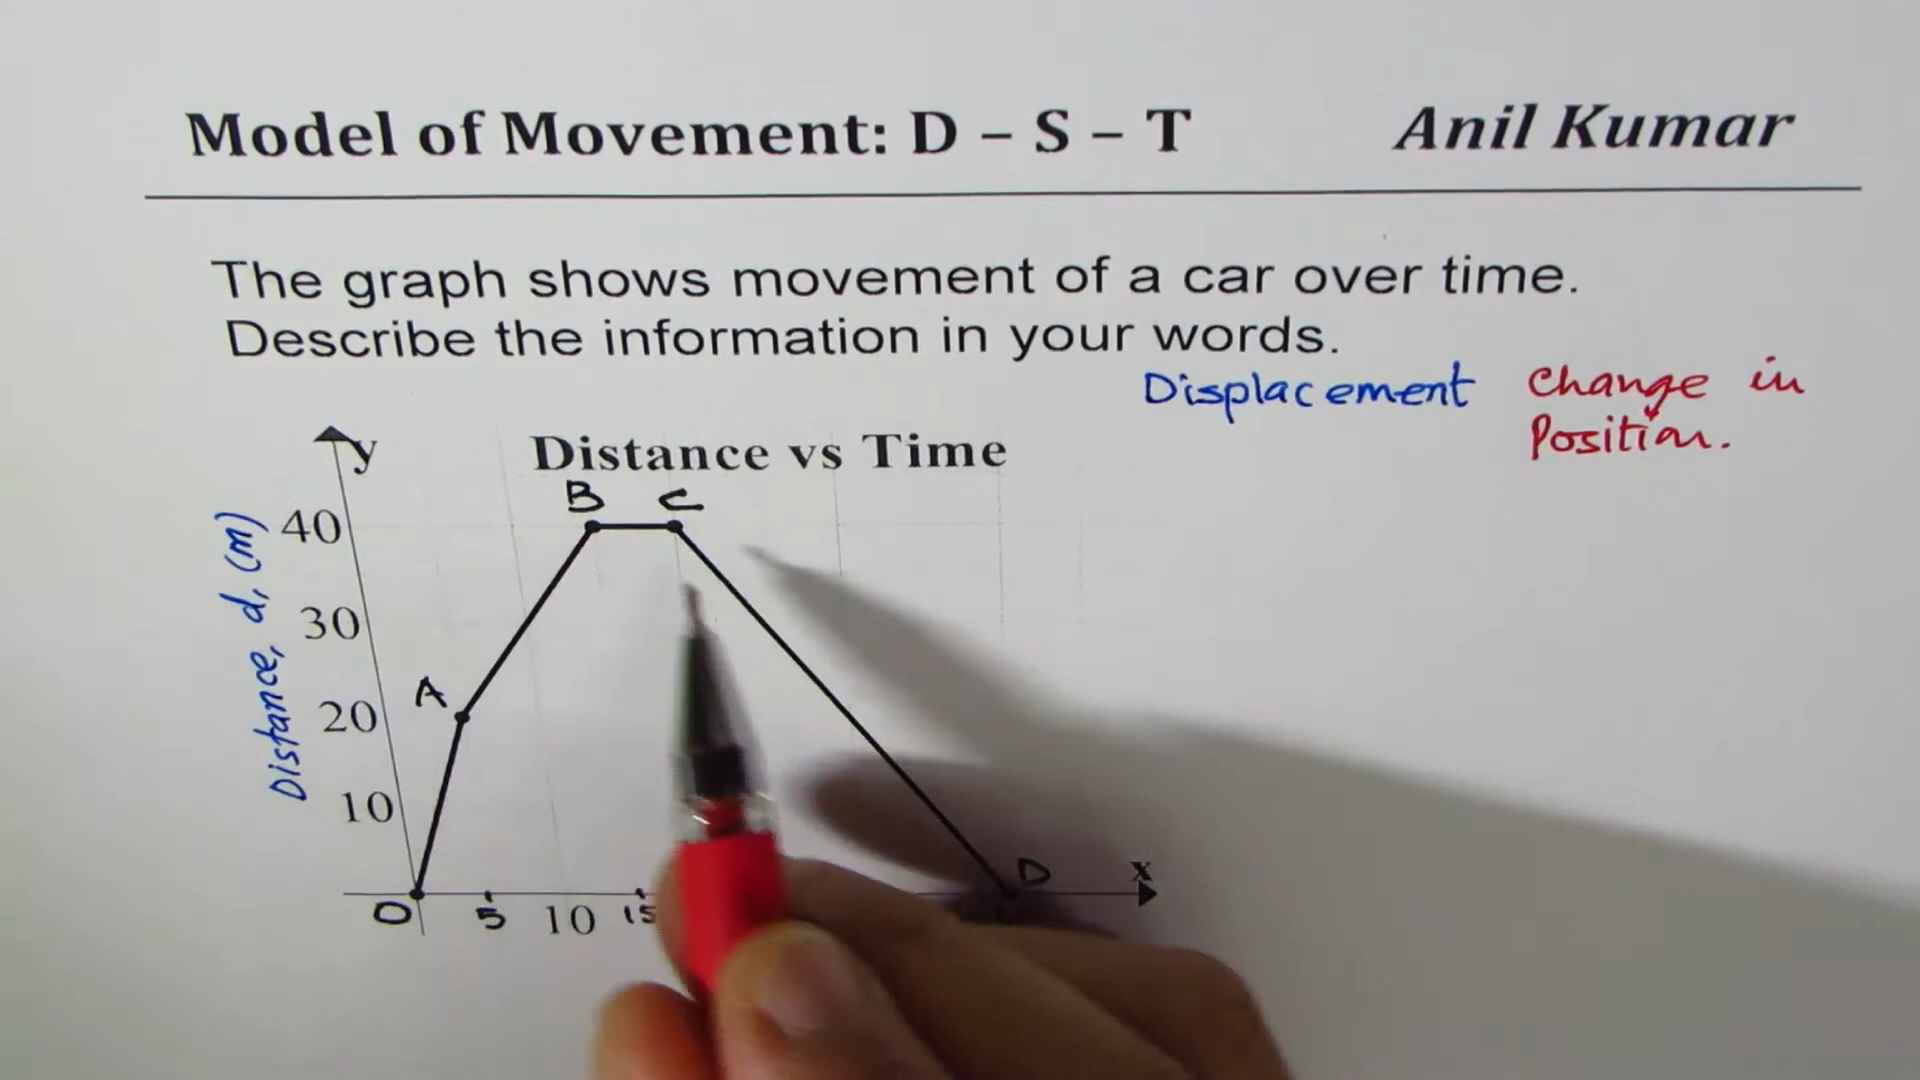 Model of Movement: D – S – T Anil Kumar
The graph shows movement of a car over time.
Describe the information in your words.
Displacement Change in
Position.
Distance vs Time
y
B C
40
30
A
20
10
Distance, d, (m)
D
x
O 5 10 15